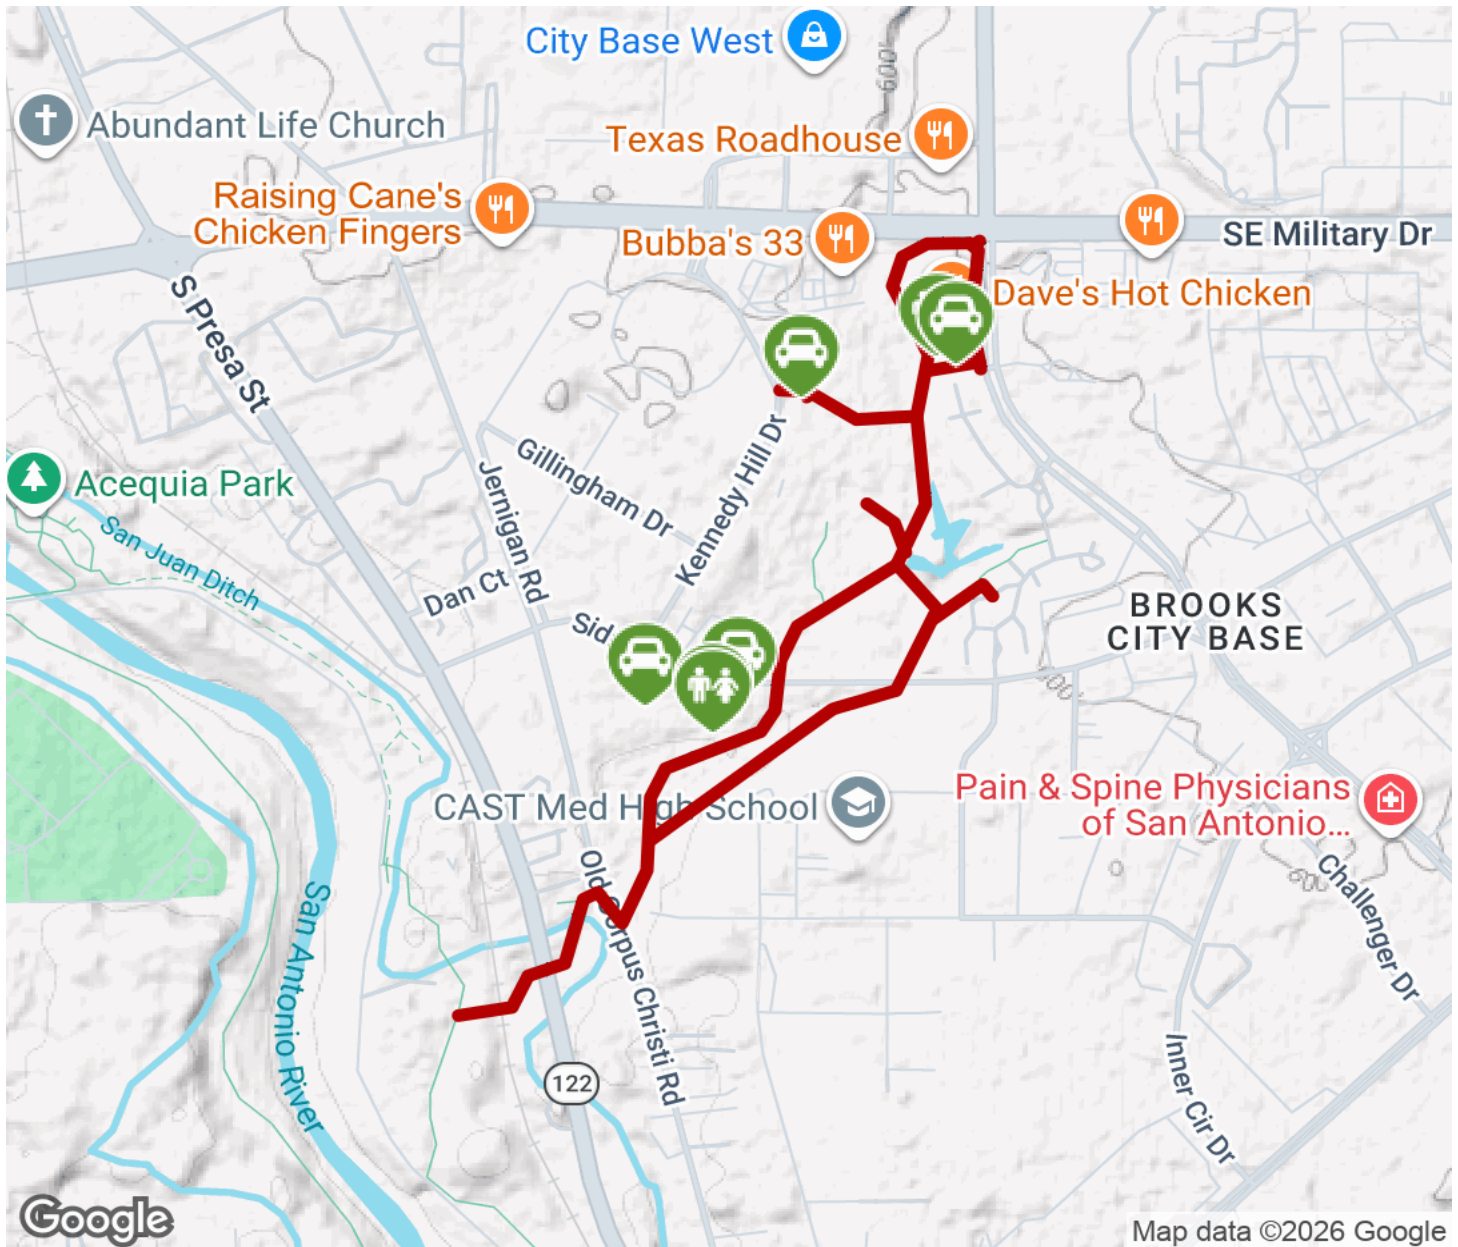 City Base West
Abundant Life Church
Texas Roadhouse
Raising Cane's
Chicken Fingers
Bubba's 33
SE Military Dr
Dave's Hot Chicken
S Presa St
Acequia Park
San Juan Ditch
Jernigan Rd
Gillingham Dr
Kennedy Hill Dr
Dan Ct
Sid
BROOKS
CITY BASE
CAST Med High School
Pain & Spine Physicians
of San Antonio...
Old Corpus Christi Rd
Challenger Dr
San Antonio River
122
Inner Cir Dr
Google
Map data ©2026 Google